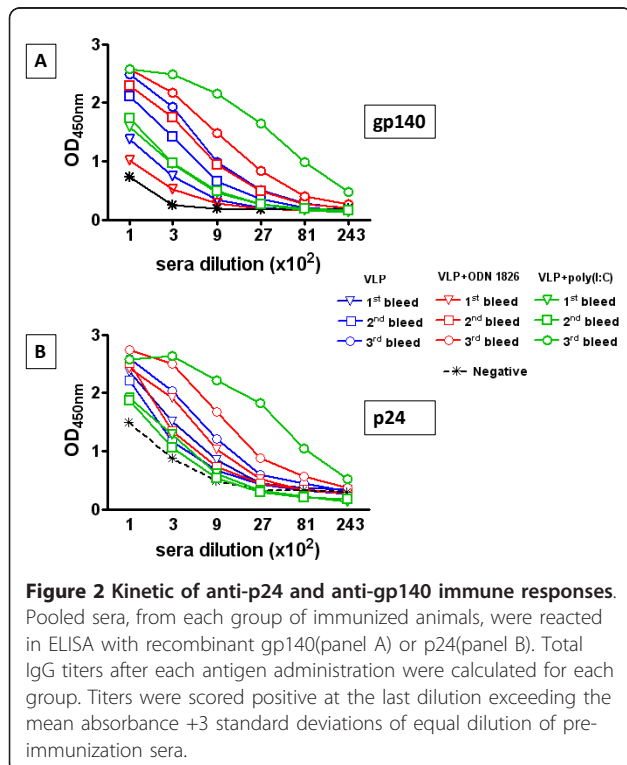 A
3
2
1
0
OD450nm
gp140
1 3 9 27 81 243
sera dilution (x10²)
VLP VLP+ODN 1826 VLP+poly(I:C)
1st bleed 1st bleed 1st bleed
2nd bleed 2nd bleed 2nd bleed
3rd bleed 3rd bleed 3rd bleed
Negative
B
3
2
1
0
OD450nm
p24
1 3 9 27 81 243
sera dilution (x10²)
Figure 2 Kinetic of anti-p24 and anti-gp140 immune responses.
Pooled sera, from each group of immunized animals, were reacted
in ELISA with recombinant gp140(panel A) or p24(panel B). Total
IgG titers after each antigen administration were calculated for each
group. Titers were scored positive at the last dilution exceeding the
mean absorbance +3 standard deviations of equal dilution of pre-
immunization sera.